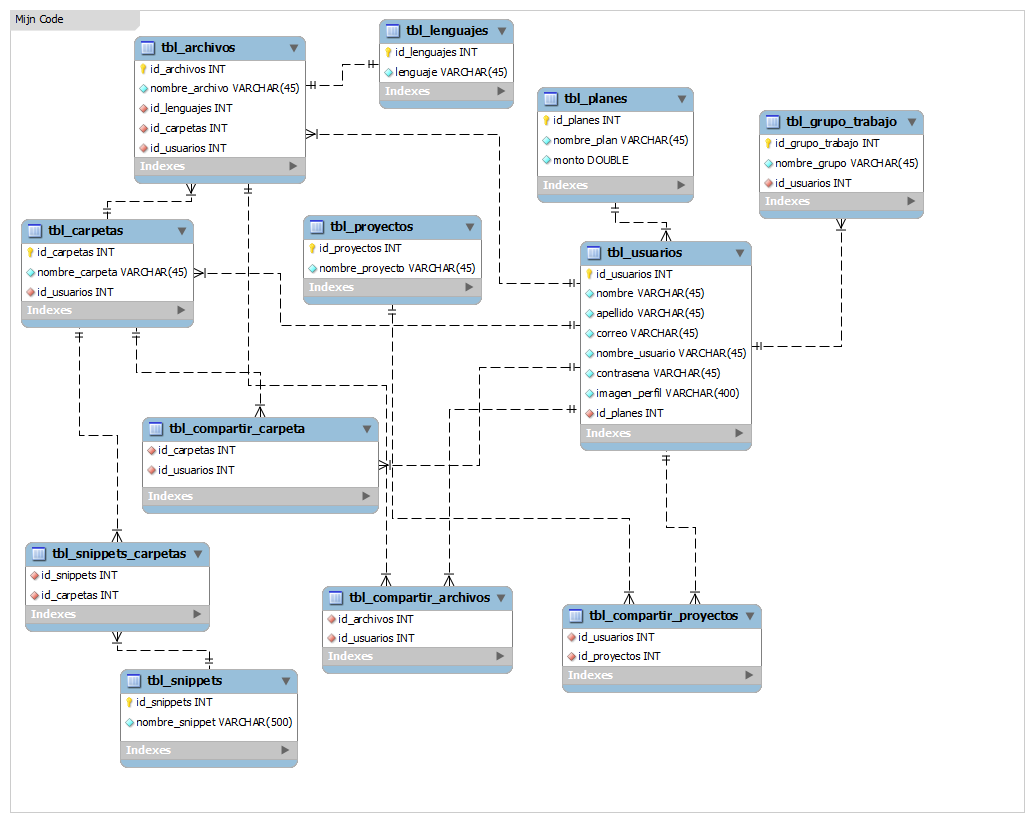 Mijn Code
tbl_archivos
id_archivos INT
nombre_archivo VARCHAR(45)
id_lenguajes INT
id_carpetas INT
id_usuarios INT
Indexes
tbl_lenguajes
id_lenguajes INT
lenguaje VARCHAR(45)
Indexes
tbl_planes
id_planes INT
nombre_plan VARCHAR(45)
monto DOUBLE
Indexes
tbl_grupo_trabajo
id_grupo_trabajo INT
nombre_grupo VARCHAR(45)
id_usuarios INT
Indexes
tbl_carpetas
id_carpetas INT
nombre_carpeta VARCHAR(45)
id_usuarios INT
Indexes
tbl_proyectos
id_proyectos INT
nombre_proyecto VARCHAR(45)
Indexes
tbl_usuarios
id_usuarios INT
nombre VARCHAR(45)
apellido VARCHAR(45)
correo VARCHAR(45)
nombre_usuario VARCHAR(45)
contrasena VARCHAR(45)
imagen_perfil VARCHAR(400)
id_planes INT
Indexes
tbl_compartir_carpeta
id_carpetas INT
id_usuarios INT
Indexes
tbl_snippets_carpetas
id_snippets INT
id_carpetas INT
Indexes
tbl_compartir_archivos
id_archivos INT
id_usuarios INT
Indexes
tbl_compartir_proyectos
id_usuarios INT
id_proyectos INT
Indexes
tbl_snippets
id_snippets INT
nombre_snippet VARCHAR(500)
Indexes